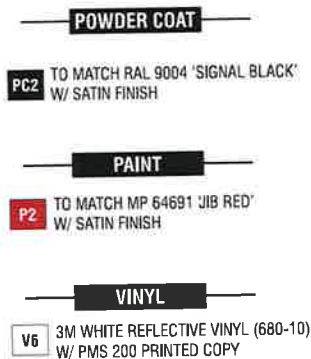 POWDER COAT
PC2 TO MATCH RAL 9004 'SIGNAL BLACK'
W/ SATIN FINISH
PAINT
P2 TO MATCH MP 64691 'JIB RED'
W/ SATIN FINISH
VINYL
V6 3M WHITE REFLECTIVE VINYL (680-10)
W/ PMS 200 PRINTED COPY